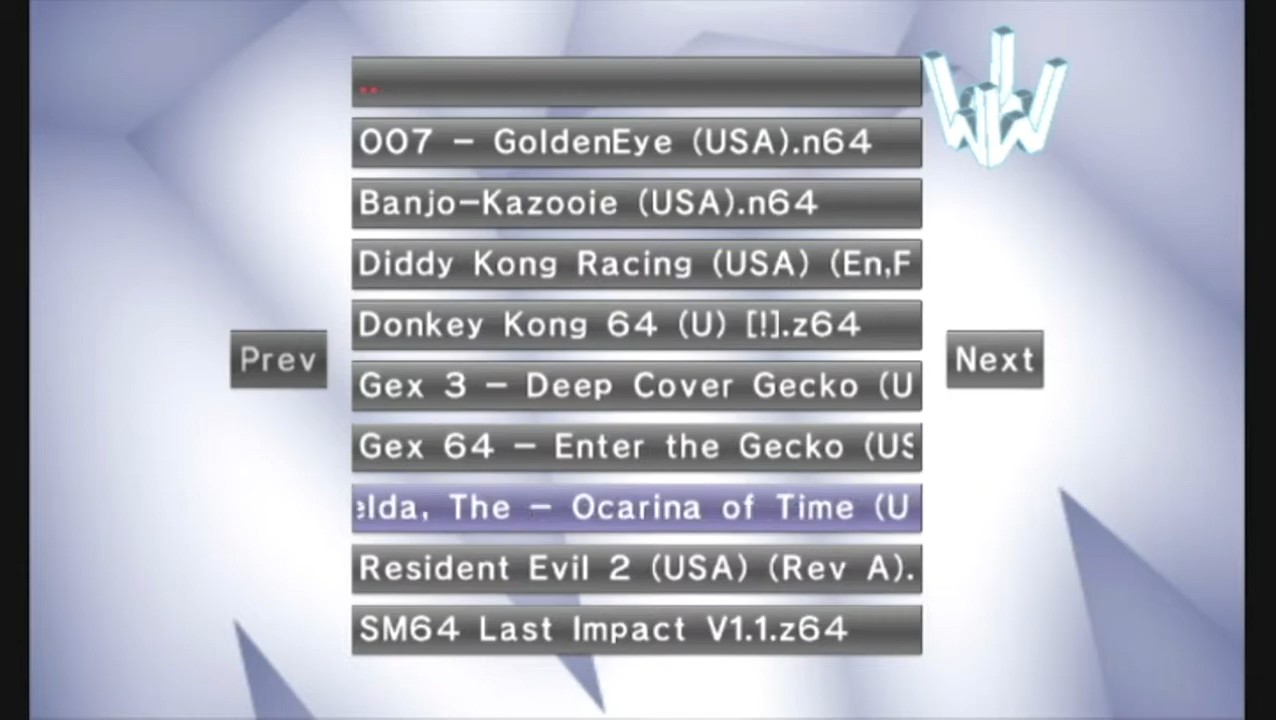 ..
007 - GoldenEye (USA).n64
Banjo-Kazooie (USA).n64
Diddy Kong Racing (USA) (En,F
Donkey Kong 64 (U) [!].z64
Prev
Next
Gex 3 - Deep Cover Gecko (U
Gex 64 - Enter the Gecko (US
elda, The - Ocarina of Time (U
Resident Evil 2 (USA) (Rev A).
SM64 Last Impact V1.1.z64